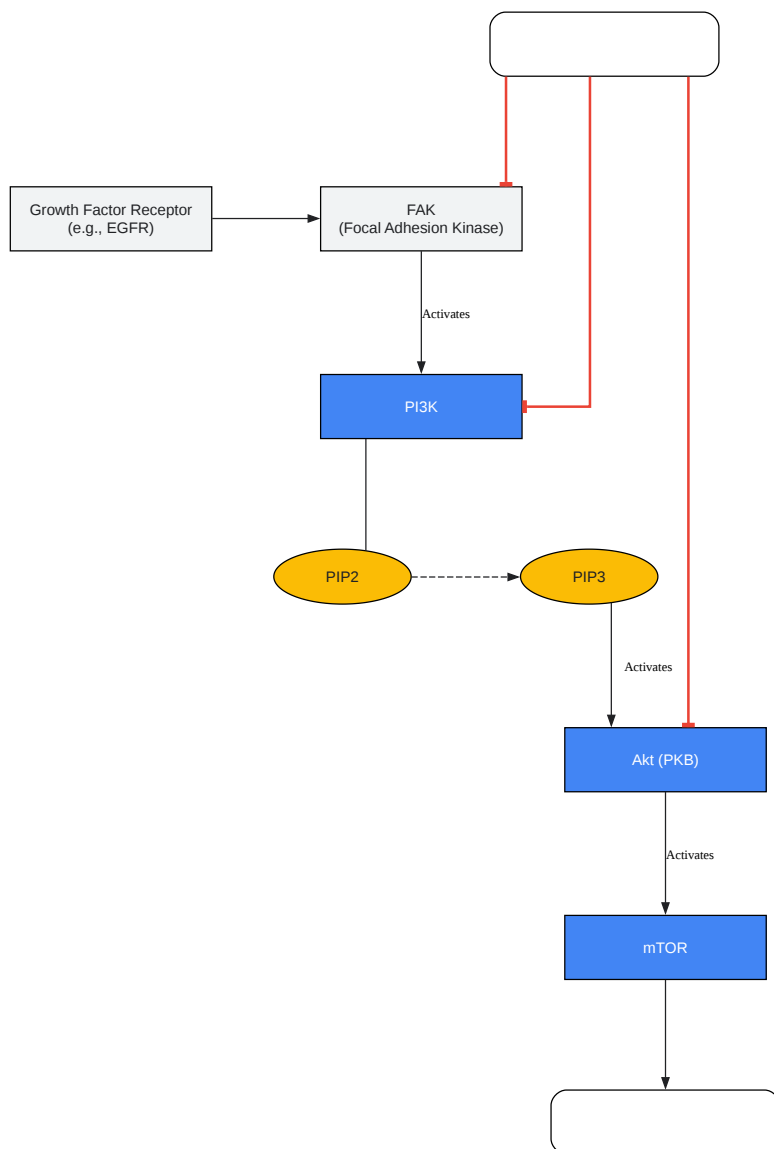 Growth Factor Receptor
(e.g., EGFR)
FAK
(Focal Adhesion Kinase)
Activates
PI3K
PIP2
PIP3
Activates
Akt (PKB)
Activates
mTOR